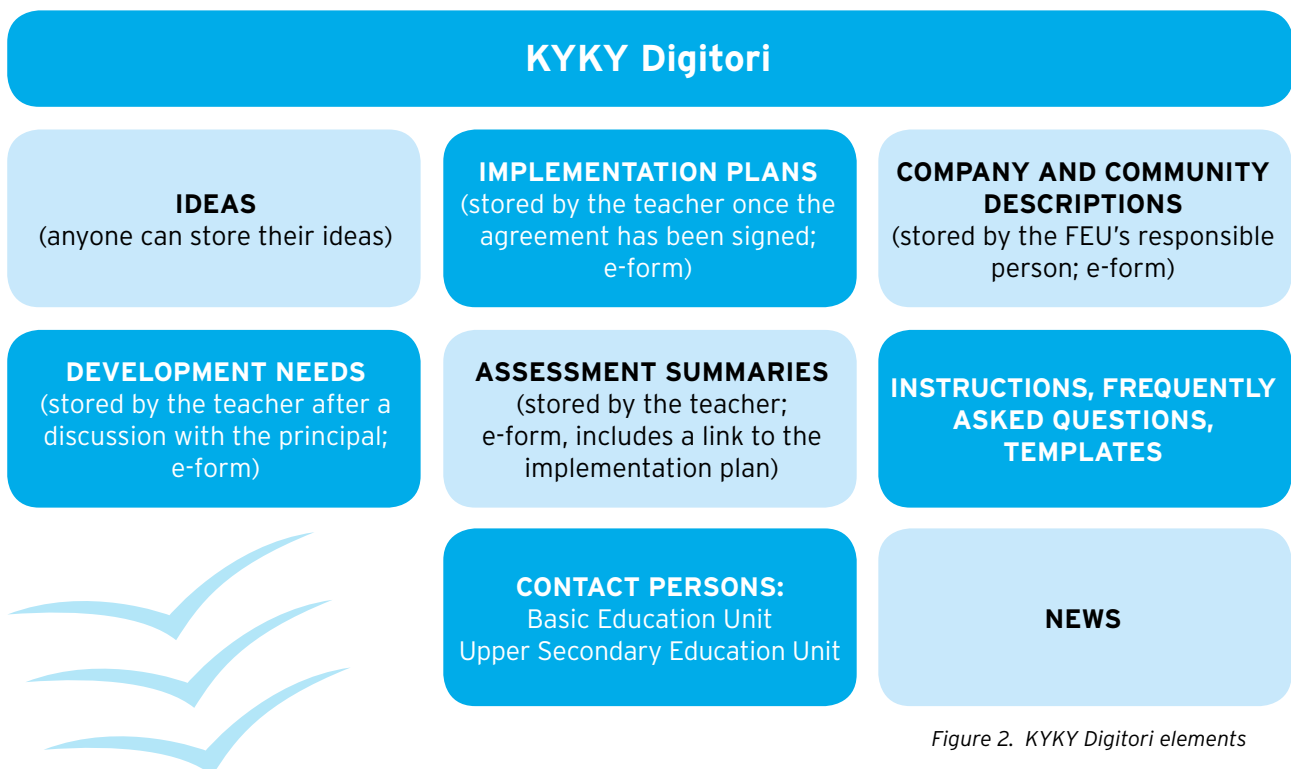 KYKY Digitori
IDEAS
(anyone can store their ideas)
IMPLEMENTATION PLANS
(stored by the teacher once the
agreement has been signed;
e-form)
COMPANY AND COMMUNITY
DESCRIPTIONS
(stored by the FEU's responsible
person; e-form)
DEVELOPMENT NEEDS
(stored by the teacher after a
discussion with the principal;
e-form)
ASSESSMENT SUMMARIES
(stored by the teacher;
e-form, includes a link to the
implementation plan)
INSTRUCTIONS, FREQUENTLY
ASKED QUESTIONS,
TEMPLATES
CONTACT PERSONS:
Basic Education Unit
Upper Secondary Education Unit
NEWS
Figure 2. KYKY Digitori elements